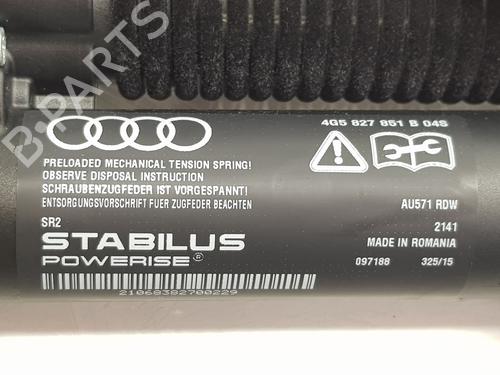 B-PARTS
4G5 827 851 B 04S
PRELOADED MECHANICAL TENSION SPRING!
OBSERVE DISPOSAL INSTRUCTION
SCHRAUBENZUGFEDER IST VORGESPANNT!
ENTSORGUNGSVORSCHRIFT FUER ZUGFEDER BEACHTEN
AU571 RDW
SR2
2141
STABILUS
MADE IN ROMANIA
POWERISE®
097188 325/15
21068382700229